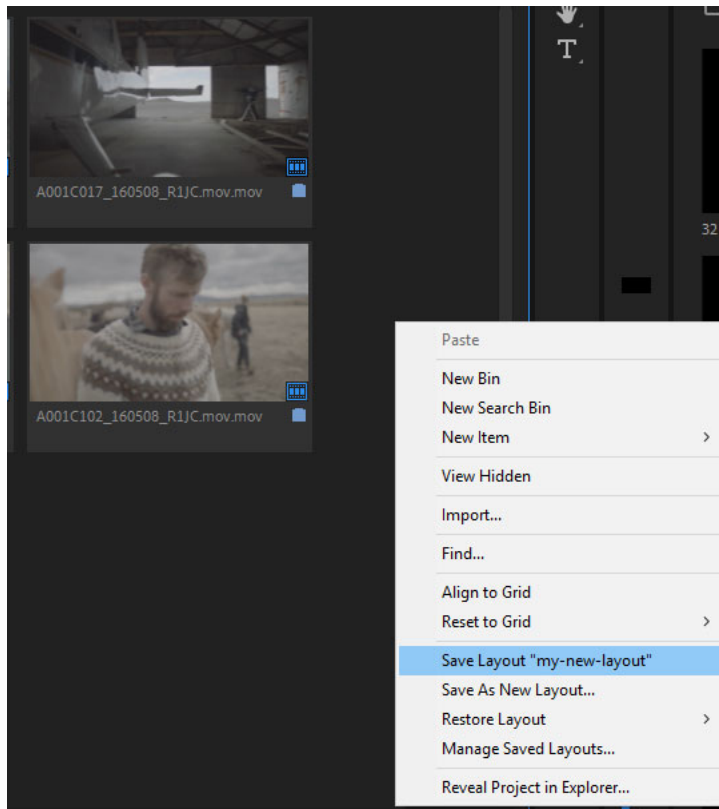 T
A001C017_160508_R1JC.mov.mov
32
A001C102_160508_R1JC.mov.mov
Paste
New Bin
New Search Bin
New Item
View Hidden
Import...
Find...
Align to Grid
Reset to Grid
Save Layout "my-new-layout"
Save As New Layout...
Restore Layout
Manage Saved Layouts...
Reveal Project in Explorer...